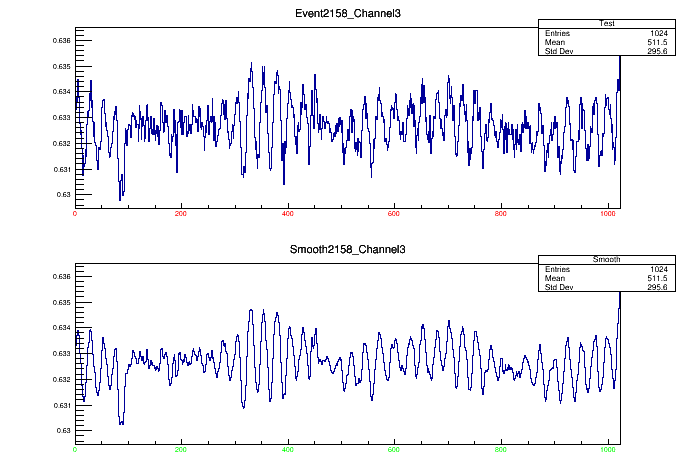 Event2158_Channel3
Test
Entries 1024
Mean 511.5
Std Dev 295.6
0.636
0.635
0.634
0.633
0.632
0.631
0.63
0 200 400 600 800 1000
Smooth2158_Channel3
Smooth
Entries 1024
Mean 511.5
Std Dev 295.6
0.636
0.635
0.634
0.633
0.632
0.631
0.63
0 200 400 600 800 1000